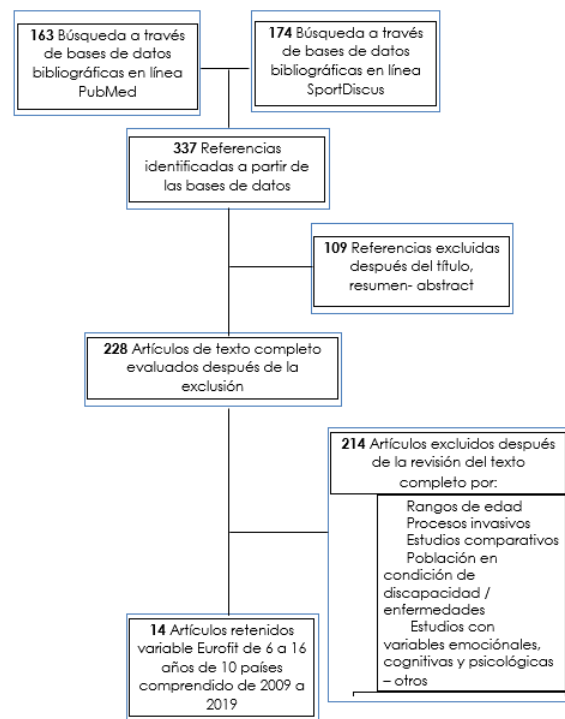 163 Búsqueda a través
de bases de datos
bibliográficas en línea
PubMed
174 Búsqueda a través
de bases de datos
bibliográficas en línea
SportDiscus
337 Referencias
identificadas a partir de
las bases de datos
109 Referencias excluidas
después del título,
resumen- abstract
228 Artículos de texto completo
evaluados después de la
exclusión
214 Artículos excluidos después
de la revisión del texto
completo por:
Rangos de edad
Procesos invasivos
Estudios comparativos
Población en
condición de
discapacidad /
enfermedades
Estudios con
variables emociónales,
cognitivas y psicológicas
– otros
14 Artículos retenidos
variable Eurofit de 6 a 16
años de 10 países
comprendido de 2009 a
2019